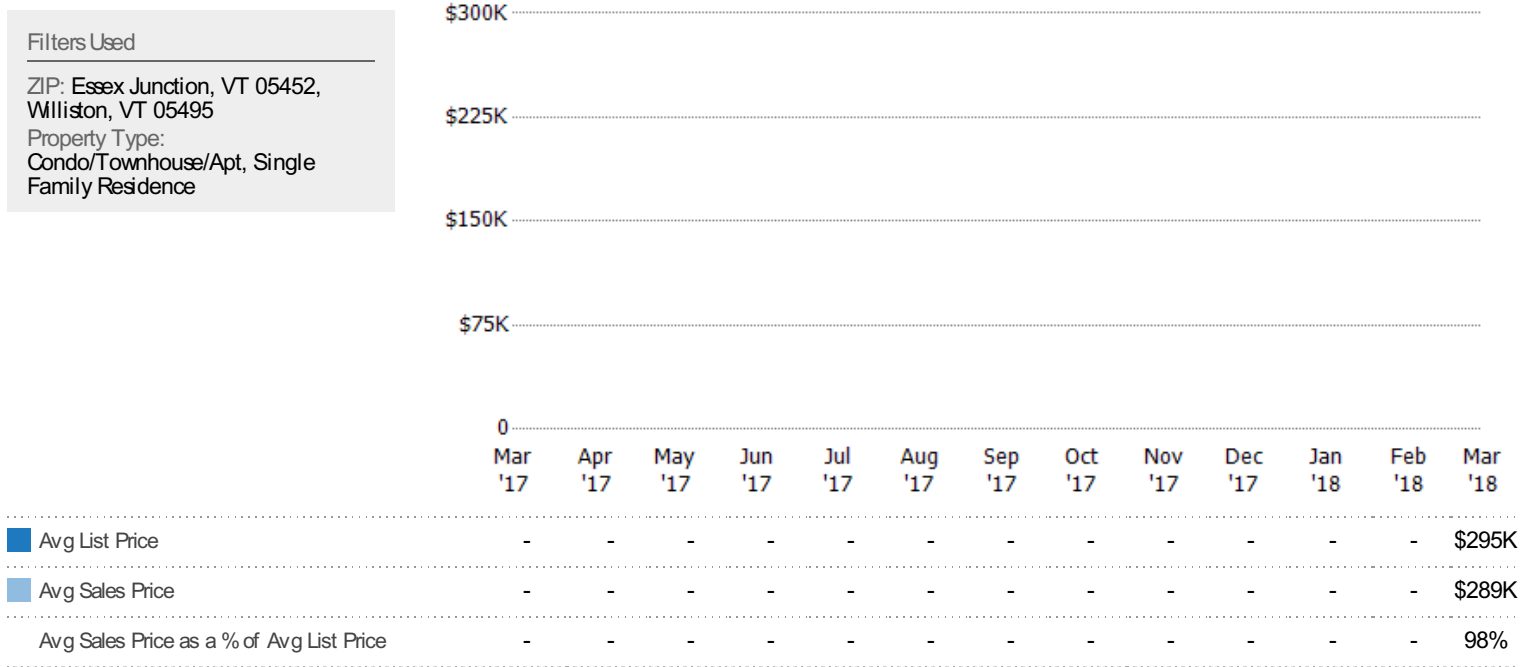 Filters Used
ZIP: Essex Junction, VT 05452,
Williston, VT 05495
Property Type:
Condo/Townhouse/Apt, Single
Family Residence
$300K
$225K
$150K
$75K
0
Mar Apr May Jun Jul Aug Sep Oct Nov Dec Jan Feb Mar
'17 '17 '17 '17 '17 '17 '17 '17 '17 '17 '18 '18 '18
Avg List Price - - - - - - - - - - - - $295K
Avg Sales Price - - - - - - - - - - - - $289K
Avg Sales Price as a % of Avg List Price - - - - - - - - - - - - 98%